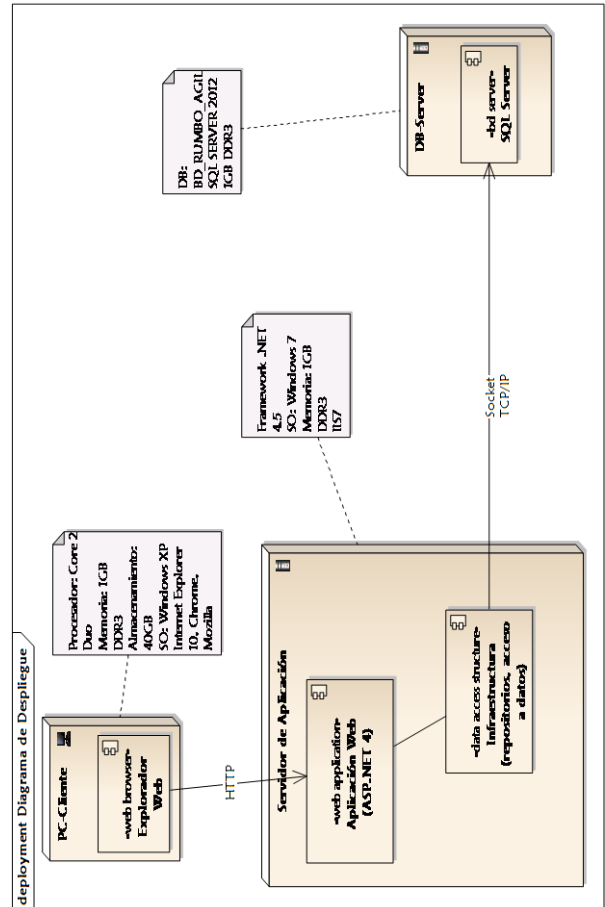 deployment Diagrama de Despliegue
PC-Cliente
«web browser»
Explorador
Web
Procesador: Core 2
Duo
Memoria: 1GB
DDR3
Almacenamiento:
40GB
SO: Windows XP
Internet Explorer
10, Chrome,
Mozilla
HTTP
Servidor de Aplicación
«web application»
Aplicación Web
(ASP.NET 4)
«data access structure»
Infraestructura
(repositorios, acceso
a datos)
Framework .NET
4.5
SO: Windows 7
Memoria: 1GB
DDR3
IIS7
Socket
TCP/IP
DB:
BD_RUMBO_AGIL
SQL SERVER 2012
1GB DDR3
DB-Server
«bd server»
SQL Server